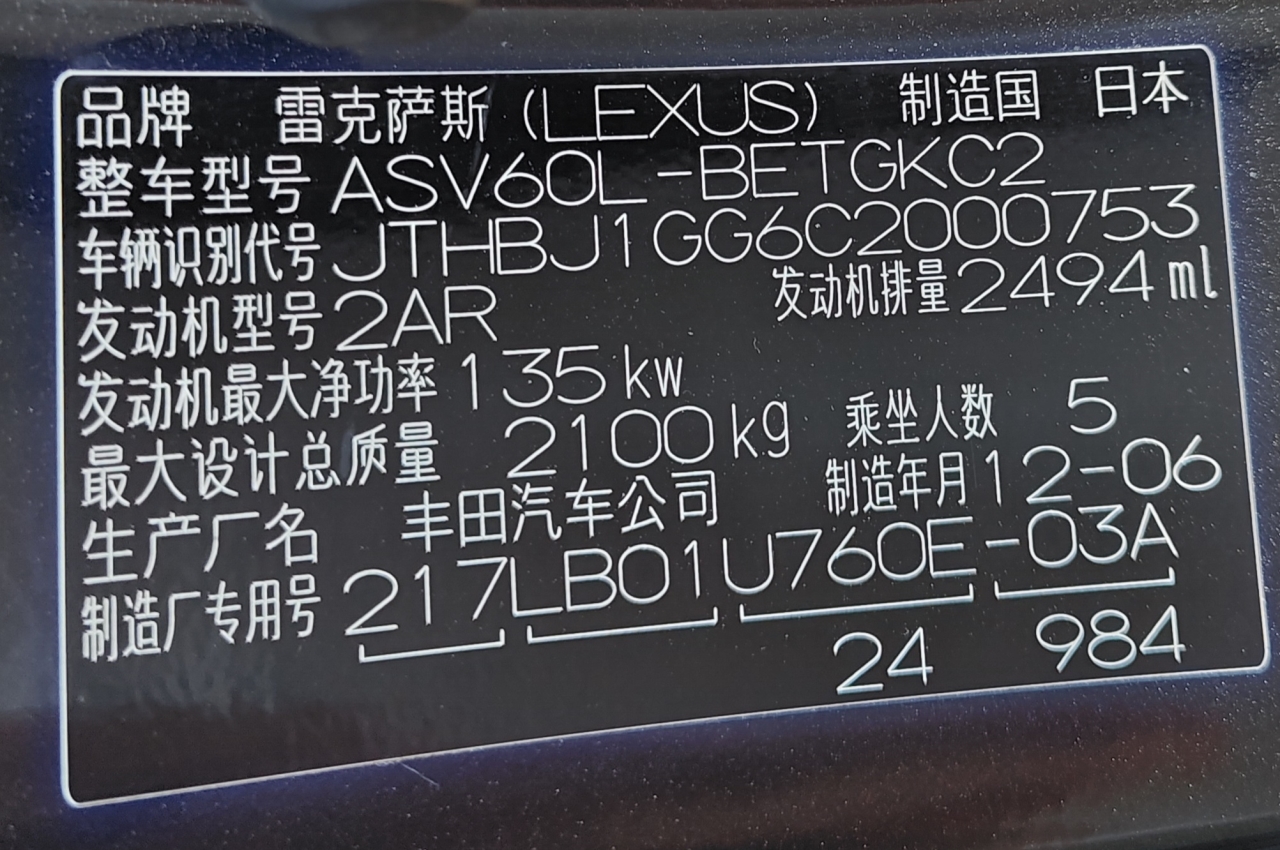 品牌 雷克萨斯 (LEXUS) 制造国 日本
整车型号 ASV60L-BETGKC2
车辆识别代号 JTHBJ1GG6C2000753
发动机型号 2AR 发动机排量 2494 ml
发动机最大净功率 135 kw
最大设计总质量 2100 kg 乘坐人数 5
生产厂名 丰田汽车公司 制造年月 12-06
制造厂专用号 217 LB01 U760E -03A
24 984